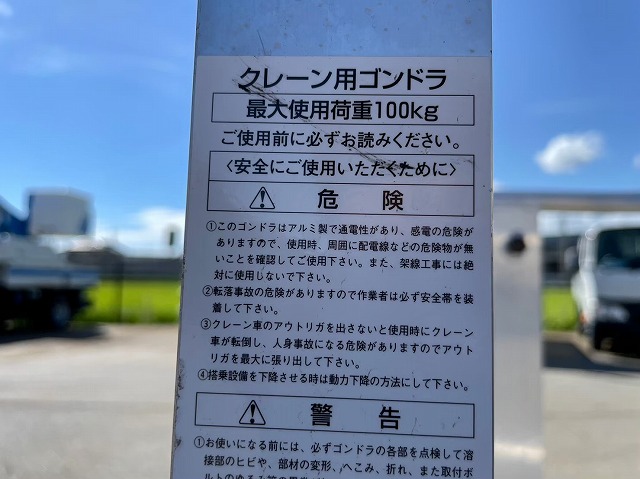 クレーン用ゴンドラ
最大使用荷重100kg
ご使用前に必ずお読みください。
〈安全にご使用いただくために〉
⚠ 危険
①このゴンドラはアルミ製で通電性があり、感電の危険が
ありますので、使用時、周囲に配電線などの危険物が無
いことを確認してご使用下さい。また、架線工事には絶
対に使用しないで下さい。
②転落事故の危険がありますので作業者は必ず安全帯を装
着して下さい。
③クレーン車のアウトリガを出さないと使用時にクレーン
車が転倒し、人身事故になる危険がありますのでアウト
リガを最大に張り出して下さい。
④搭乗設備を下降させる時は動力下降の方法にして下さい。
⚠ 警告
①お使いになる前には、必ずゴンドラの各部を点検して溶
接部のヒビや、部材の変形、へこみ、折れ、また取付ボ